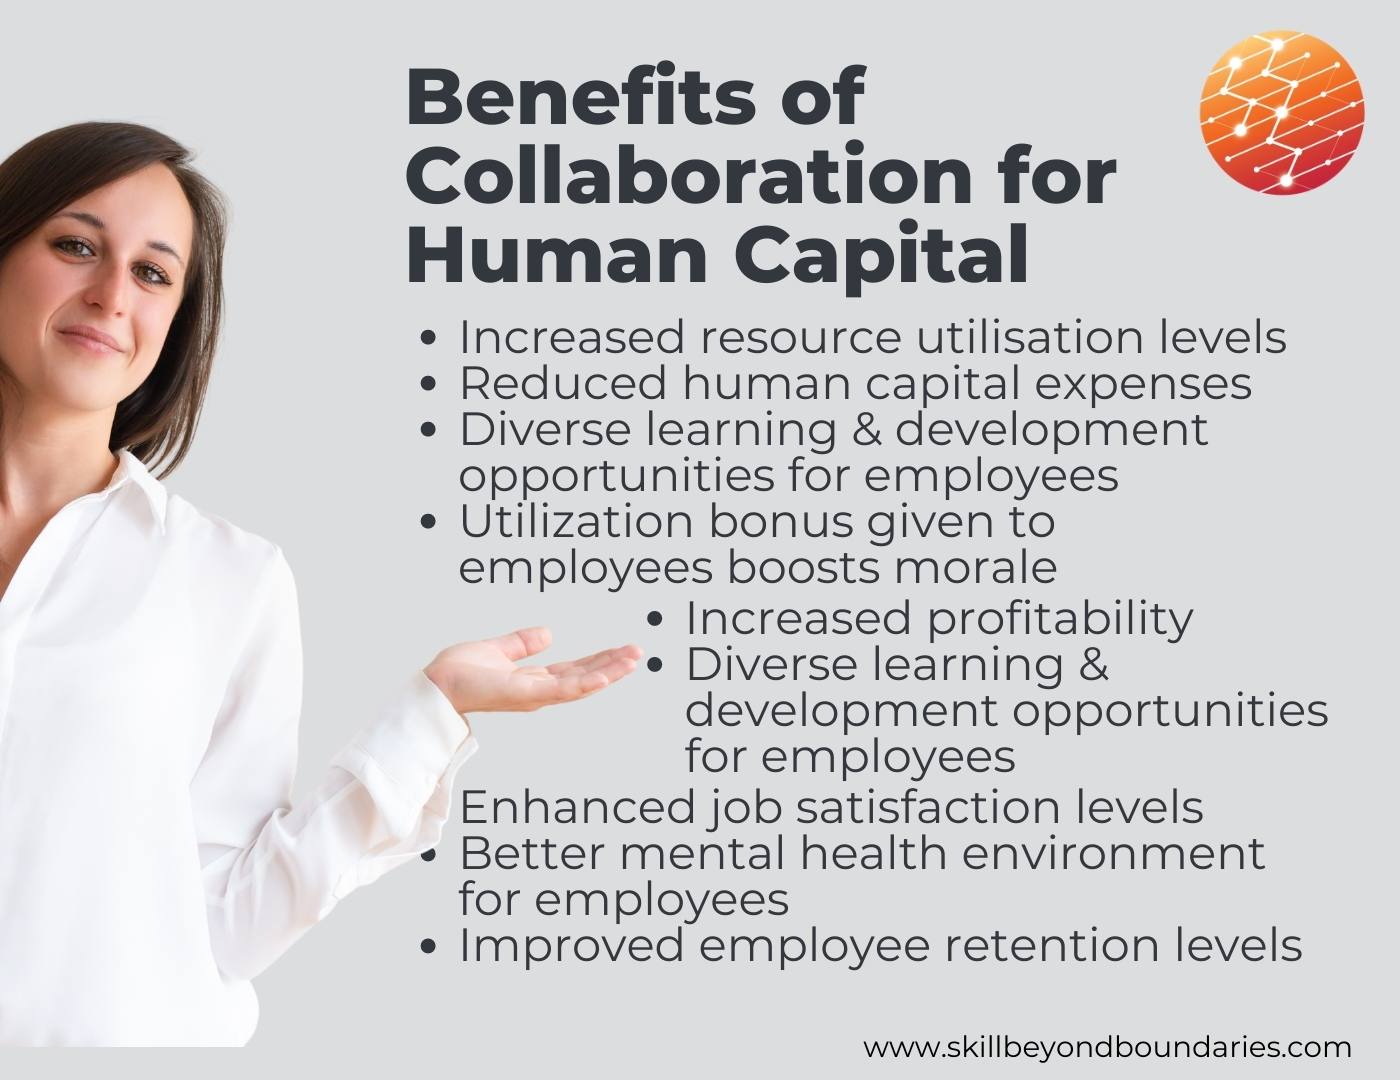 Benefits of
Collaboration for
Human Capital
• Increased resource utilisation levels
• Reduced human capital expenses
• Diverse learning & development
opportunities for employees
• Utilization bonus given to
employees boosts morale
• Increased profitability
• Diverse learning &
development opportunities
for employees
Enhanced job satisfaction levels
• Better mental health environment
for employees
• Improved employee retention levels
www.skillbeyondboundaries.com